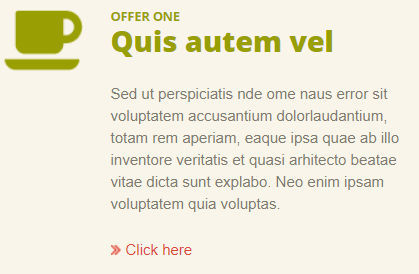 OFFER ONE
Quis autem vel
Sed ut perspiciatis nde ome naus error sit
voluptatem accusantium dolorlaudantium,
totam rem aperiam, eaque ipsa quae ab illo
inventore veritatis et quasi arhitecto beatae
vitae dicta sunt explabo. Neo enim ipsam
voluptatem quia voluptas.
Click here